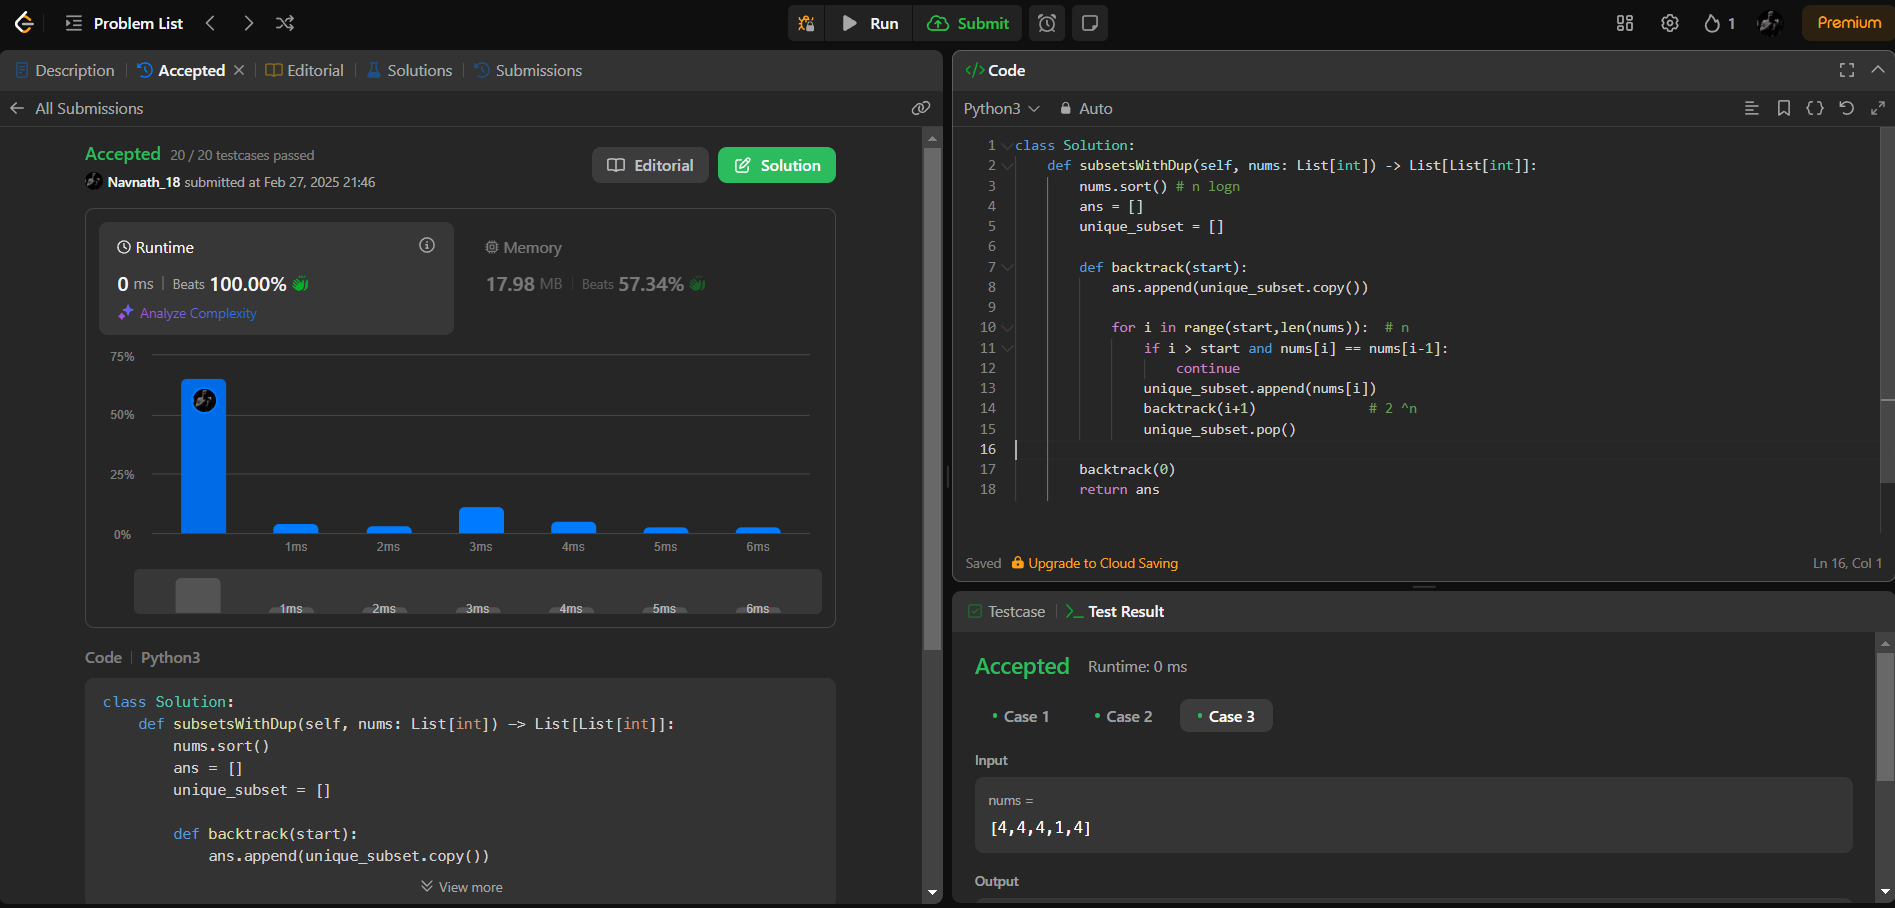 Problem List
Run
Submit
1
Premium
Description
Accepted
Editorial
Solutions
Submissions
All Submissions
Accepted 20 / 20 testcases passed
Navnath_18 submitted at Feb 27, 2025 21:46
Editorial
Solution
Runtime
0 ms | Beats 100.00%
Analyze Complexity
Memory
17.98 MB | Beats 57.34%
75%
50%
25%
0%
1ms 2ms 3ms 4ms 5ms 6ms
1ms 2ms 3ms 4ms 5ms 6ms
Code | Python3
class Solution:
    def subsetsWithDup(self, nums: List[int]) -> List[List[int]]:
        nums.sort()
        ans = []
        unique_subset = []
        def backtrack(start):
            ans.append(unique_subset.copy())
View more
</> Code
Python3
Auto
1 class Solution:
2     def subsetsWithDup(self, nums: List[int]) -> List[List[int]]:
3         nums.sort() # n logn
4         ans = []
5         unique_subset = []
6
7         def backtrack(start):
8             ans.append(unique_subset.copy())
9
10             for i in range(start,len(nums)):  # n
11                 if i > start and nums[i] == nums[i-1]:
12                     continue
13                 unique_subset.append(nums[i])
14                 backtrack(i+1)              # 2 ^n
15                 unique_subset.pop()
16
17         backtrack(0)
18         return ans
Saved
Upgrade to Cloud Saving
Ln 16, Col 1
Testcase
>_ Test Result
Accepted Runtime: 0 ms
Case 1
Case 2
Case 3
Input
nums =
[4,4,4,1,4]
Output